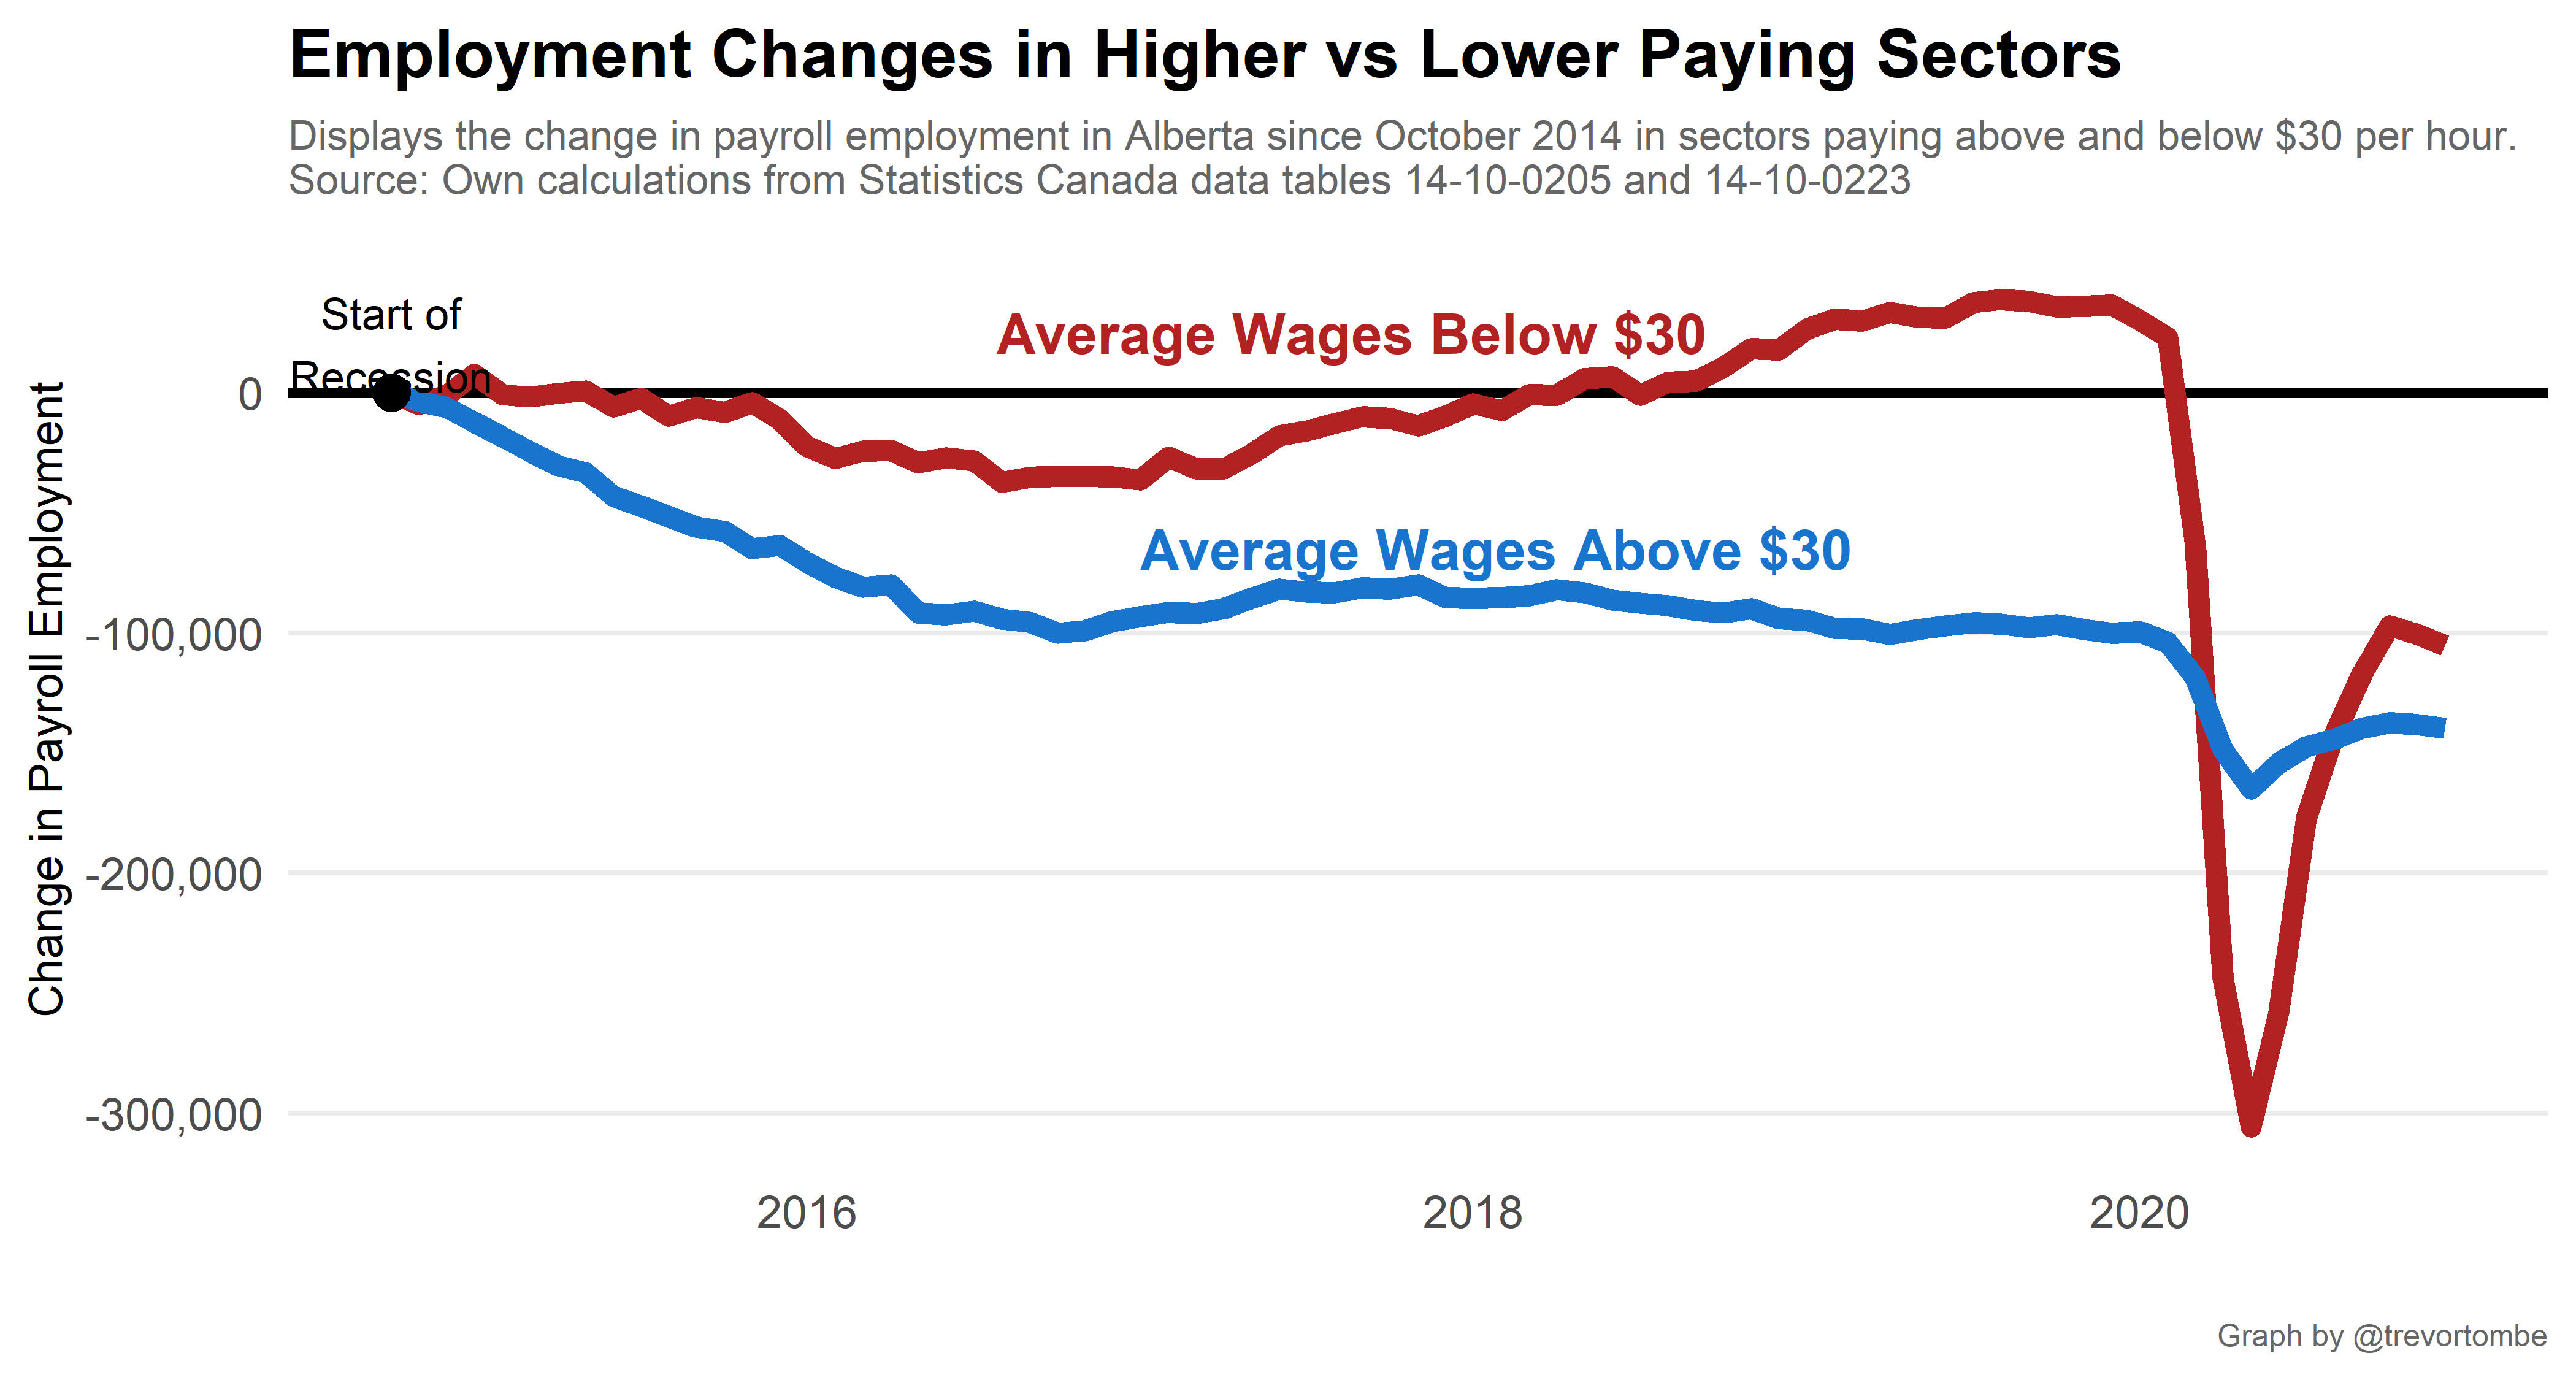 Employment Changes in Higher vs Lower Paying Sectors
Displays the change in payroll employment in Alberta since October 2014 in sectors paying above and below $30 per hour.
Source: Own calculations from Statistics Canada data tables 14-10-0205 and 14-10-0223
Start of
Recession
Average Wages Below $30
Average Wages Above $30
Change in Payroll Employment
0
-100,000
-200,000
-300,000
2016
2018
2020
Graph by @trevortombe